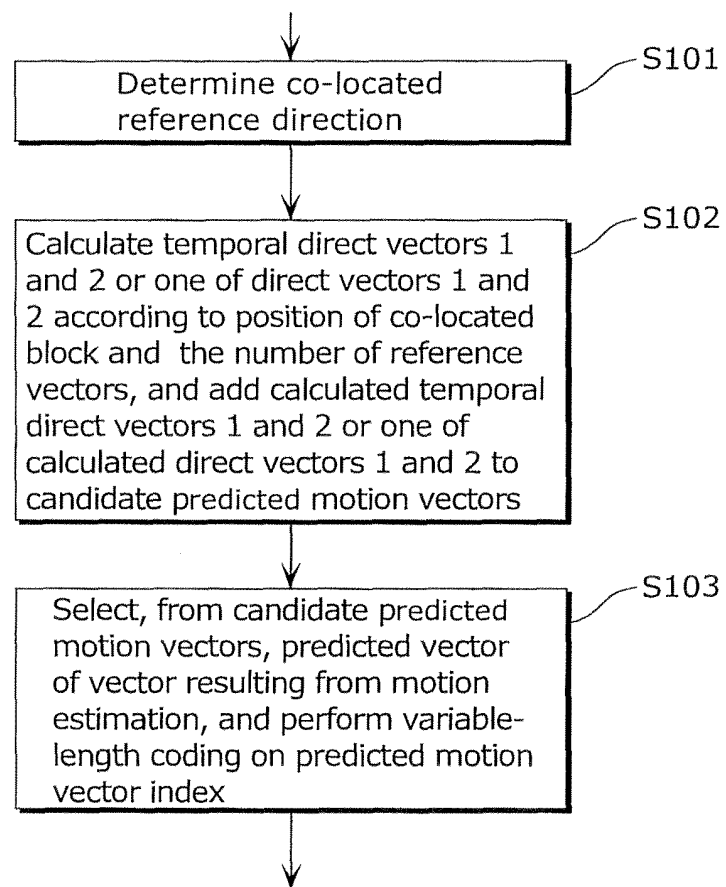 Determine co-located
reference direction
S101
Calculate temporal direct vectors 1
and 2 or one of direct vectors 1 and
2 according to position of co-located
block and the number of reference
vectors, and add calculated temporal
direct vectors 1 and 2 or one of
calculated direct vectors 1 and 2 to
candidate predicted motion vectors
S102
Select, from candidate predicted
motion vectors, predicted vector
of vector resulting from motion
estimation, and perform variable-
length coding on predicted motion
vector index
S103